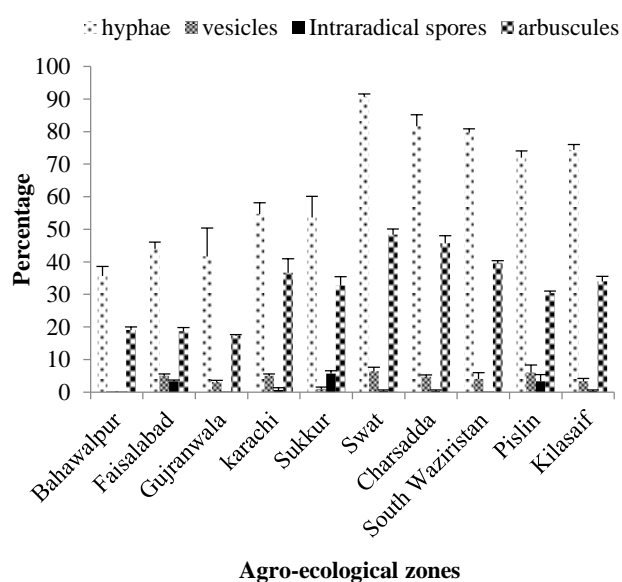 hyphae vesicles Intraradical spores arbuscules
100
90
80
70
60
50
40
30
20
10
0
Percentage
Bahawalpur
Faisalabad
Gujranwala
karachi
Sukkur
Swat
Charsadda
South Waziristan
Pislin
Kilasaif
Agro-ecological zones